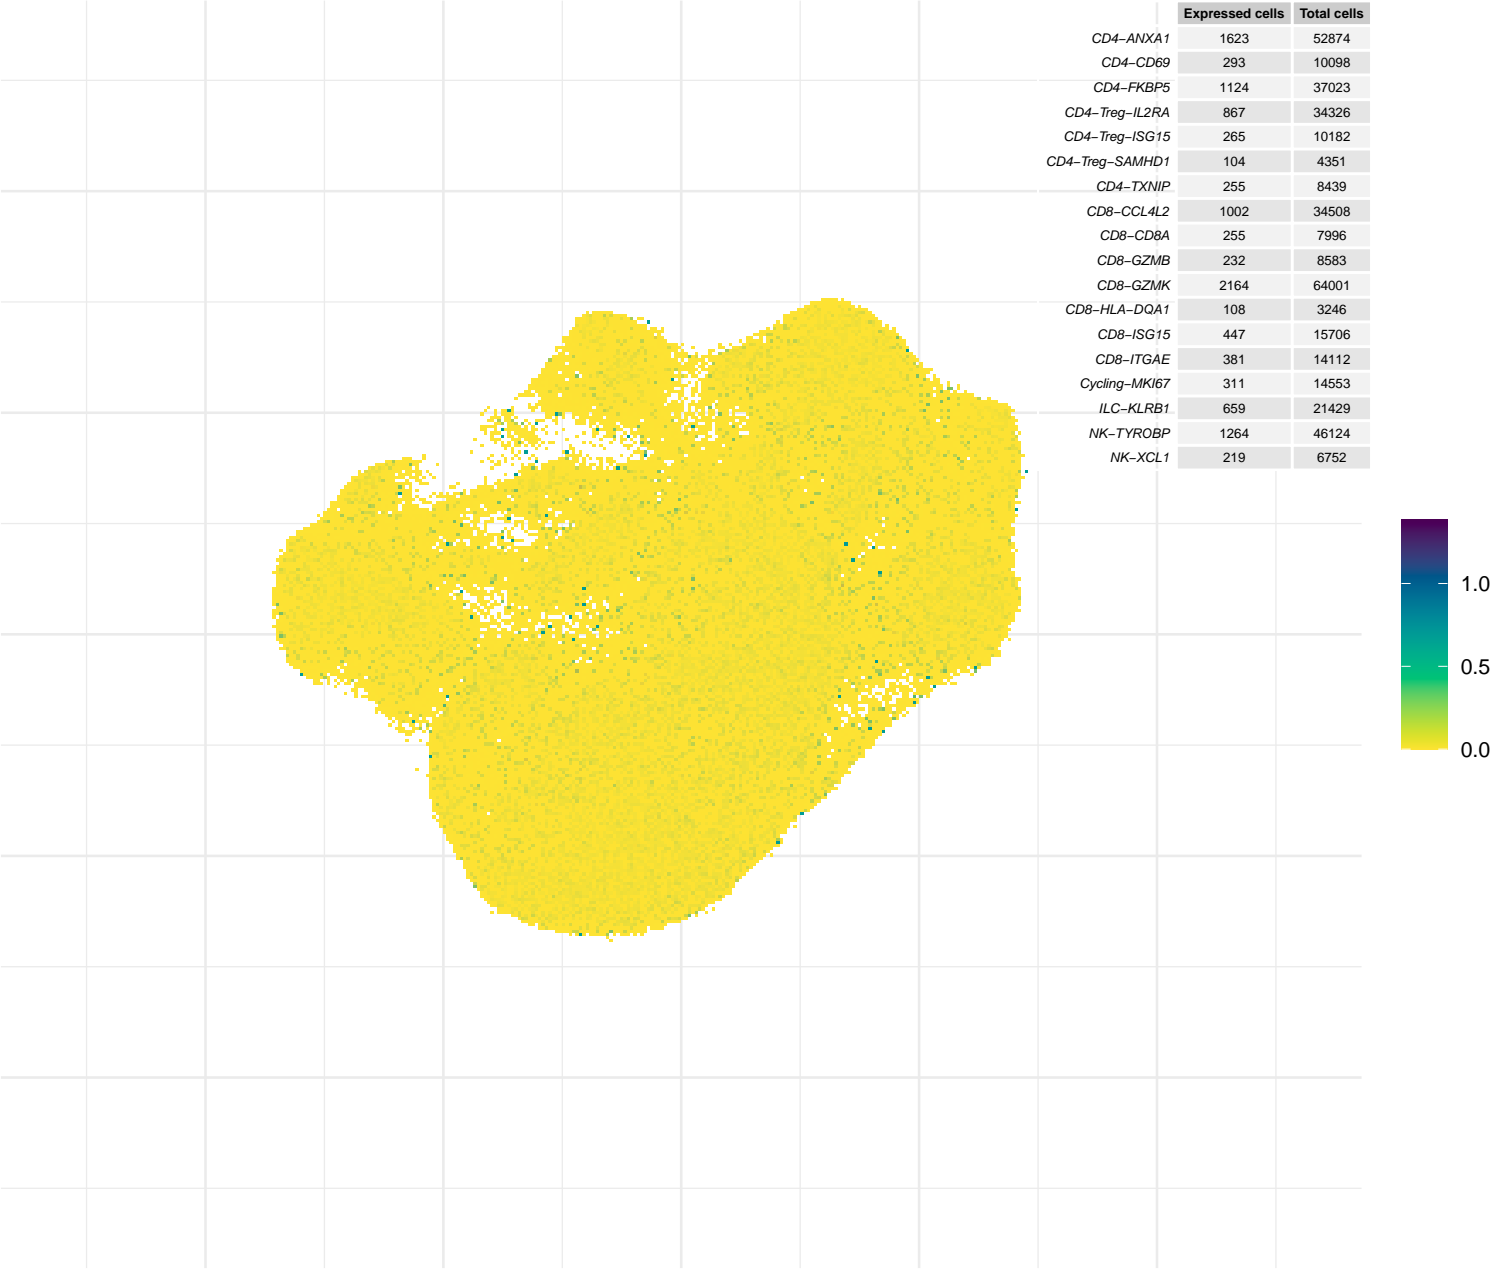 Expressed cells Total cells
CD4−ANXA1 1623 52874
CD4−CD69 293 10098
CD4−FKBP5 1124 37023
CD4−Treg−IL2RA 867 34326
CD4−Treg−ISG15 265 10182
CD4−Treg−SAMHD1 104 4351
CD4−TXNIP 255 8439
CD8−CCL4L2 1002 34508
CD8−CD8A 255 7996
CD8−GZMB 232 8583
CD8−GZMK 2164 64001
CD8−HLA−DQA1 108 3246
CD8−ISG15 447 15706
CD8−ITGAE 381 14112
Cycling−MKI67 311 14553
ILC−KLRB1 659 21429
NK−TYROBP 1264 46124
NK−XCL1 219 6752
1.0
0.5
0.0